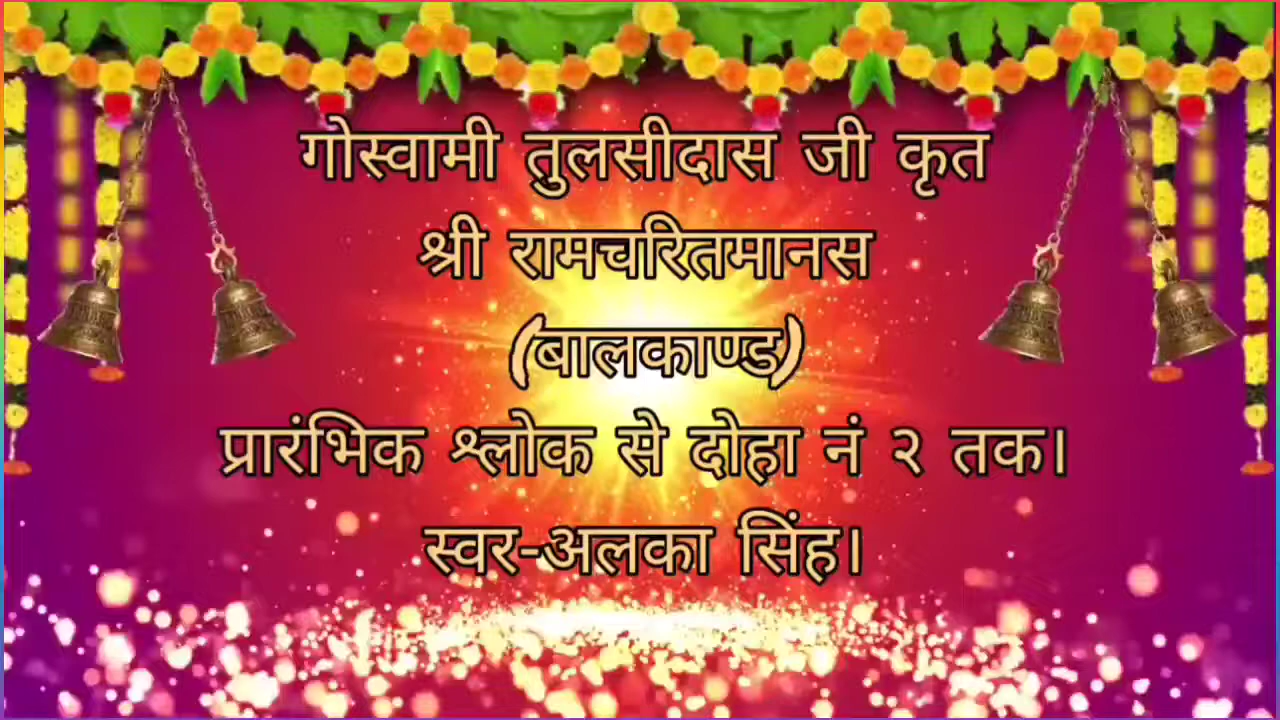 गोस्वामी तुलसीदास जी कृत
श्री रामचरितमानस
(बालकाण्ड)
प्रारंभिक श्लोक से दोहा नं २ तक।
स्वर-अलका सिंह।